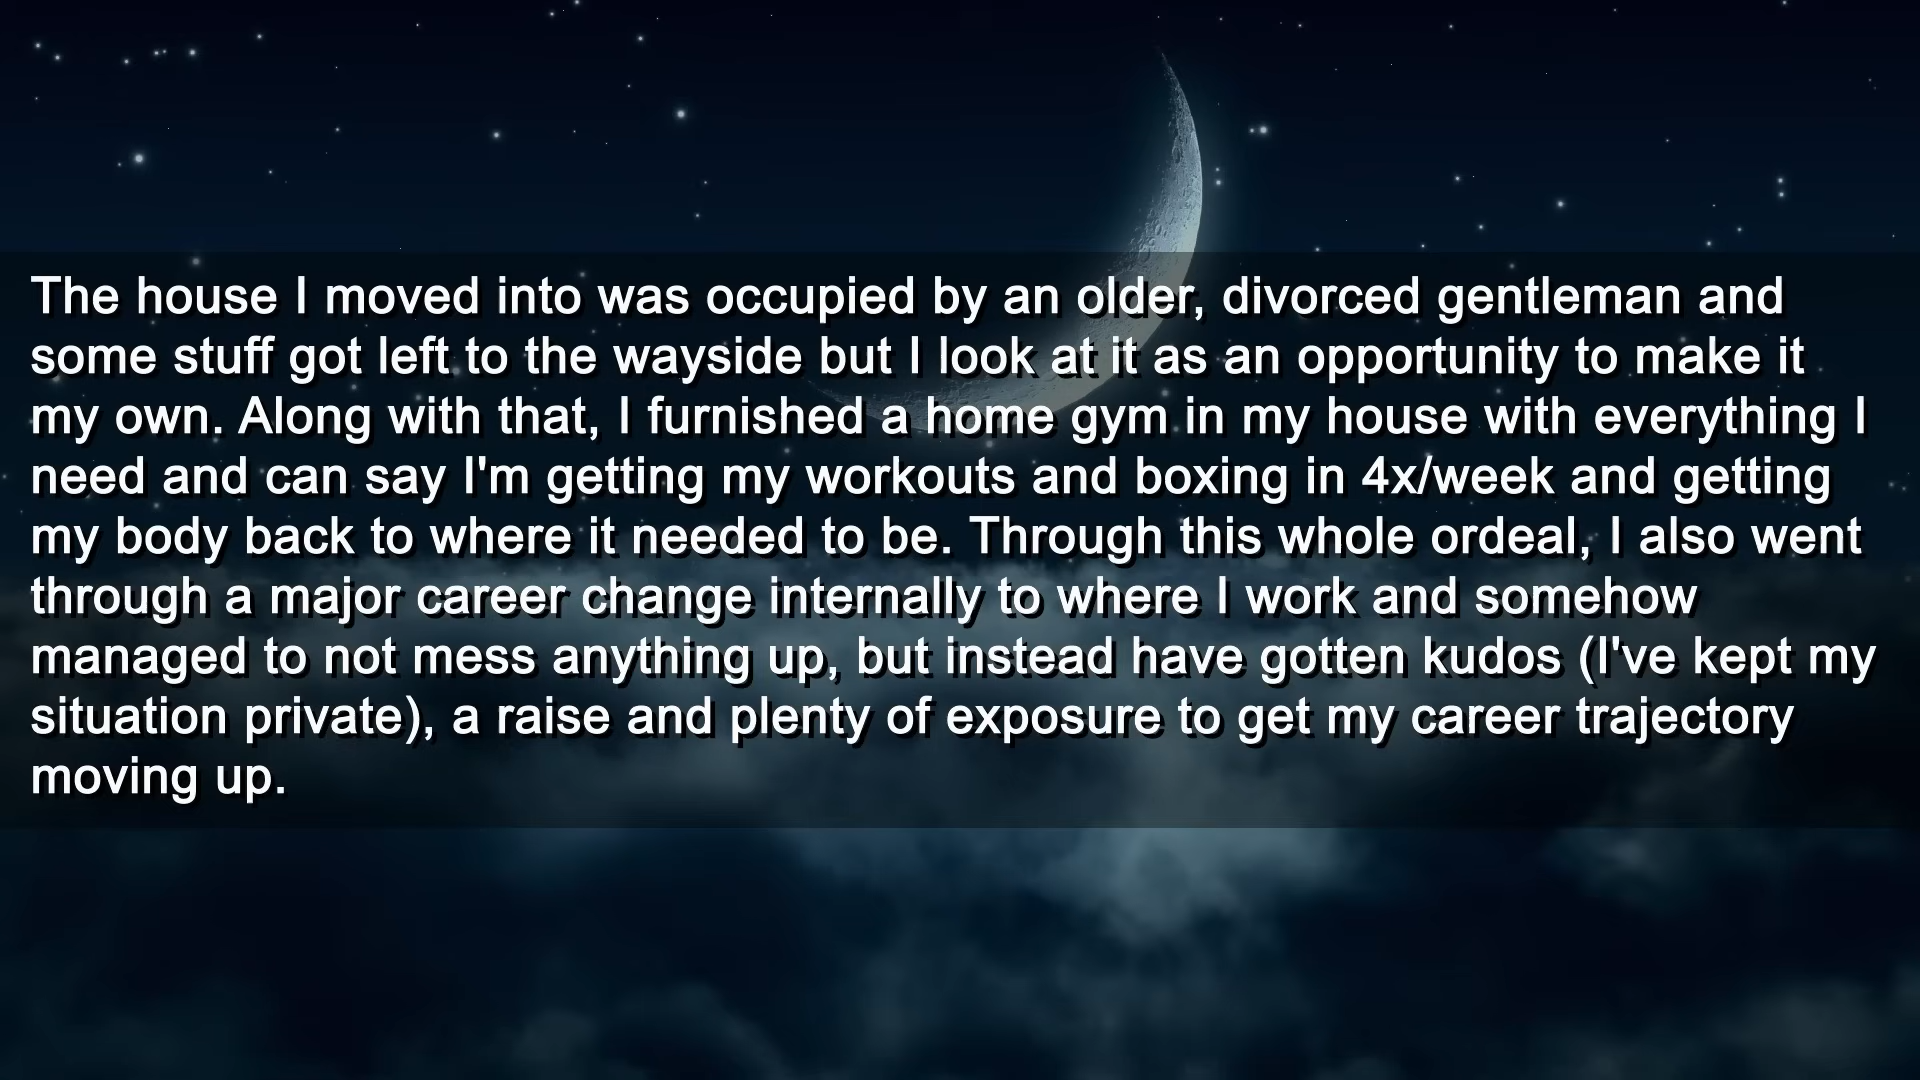 The house I moved into was occupied by an older, divorced gentleman and
some stuff got left to the wayside but I look at it as an opportunity to make it
my own. Along with that, I furnished a home gym in my house with everything I
need and can say I'm getting my workouts and boxing in 4x/week and getting
my body back to where it needed to be. Through this whole ordeal, I also went
through a major career change internally to where I work and somehow
managed to not mess anything up, but instead have gotten kudos (I've kept my
situation private), a raise and plenty of exposure to get my career trajectory
moving up.